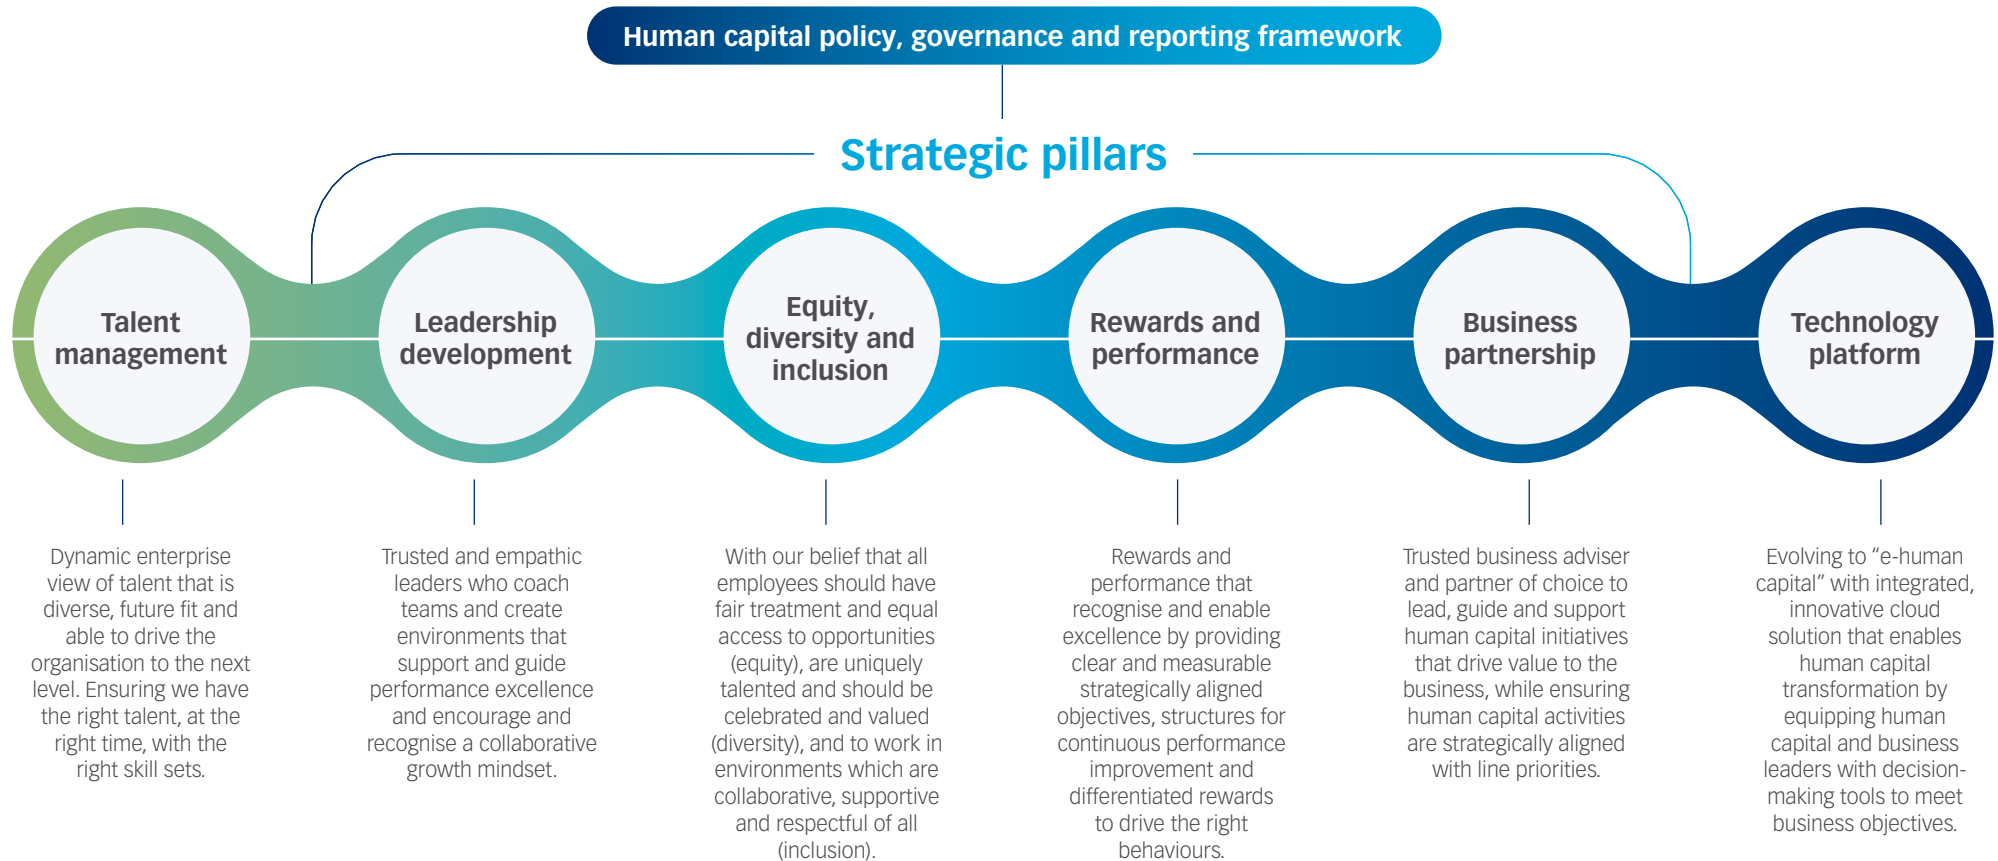 Human capital policy, governance and reporting framework
Strategic pillars
Talent
management
Leadership
development
Equity,
diversity and
inclusion
Rewards and
performance
Business
partnership
Technology
platform
Dynamic enterprise
view of talent that is
diverse, future fit and
able to drive the
organisation to the next
level. Ensuring we have
the right talent, at the
right time, with the
right skill sets.
Trusted and empathic
leaders who coach
teams and create
environments that
support and guide
performance excellence
and encourage and
recognise a collaborative
growth mindset.
With our belief that all
employees should have
fair treatment and equal
access to opportunities
(equity), are uniquely
talented and should be
celebrated and valued
(diversity), and to work in
environments which are
collaborative, supportive
and respectful of all
(inclusion).
Rewards and
performance that
recognise and enable
excellence by providing
clear and measurable
strategically aligned
objectives, structures for
continuous performance
improvement and
differentiated rewards
to drive the right
behaviours.
Trusted business adviser
and partner of choice to
lead, guide and support
human capital initiatives
that drive value to the
business, while ensuring
human capital activities
are strategically aligned
with line priorities.
Evolving to “e-human
capital” with integrated,
innovative cloud
solution that enables
human capital
transformation by
equipping human
capital and business
leaders with decision-
making tools to meet
business objectives.